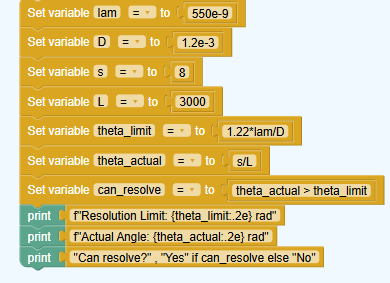 Set variable lam = to 550e-9
Set variable D = to 1.2e-3
Set variable s = to 8
Set variable L = to 3000
Set variable theta_limit = to 1.22*lam/D
Set variable theta_actual = to s/L
Set variable can_resolve = to theta_actual > theta_limit
print f"Resolution Limit: {theta_limit:.2e} rad"
print f"Actual Angle: {theta_actual:.2e} rad"
print "Can resolve?" , "Yes" if can_resolve else "No"